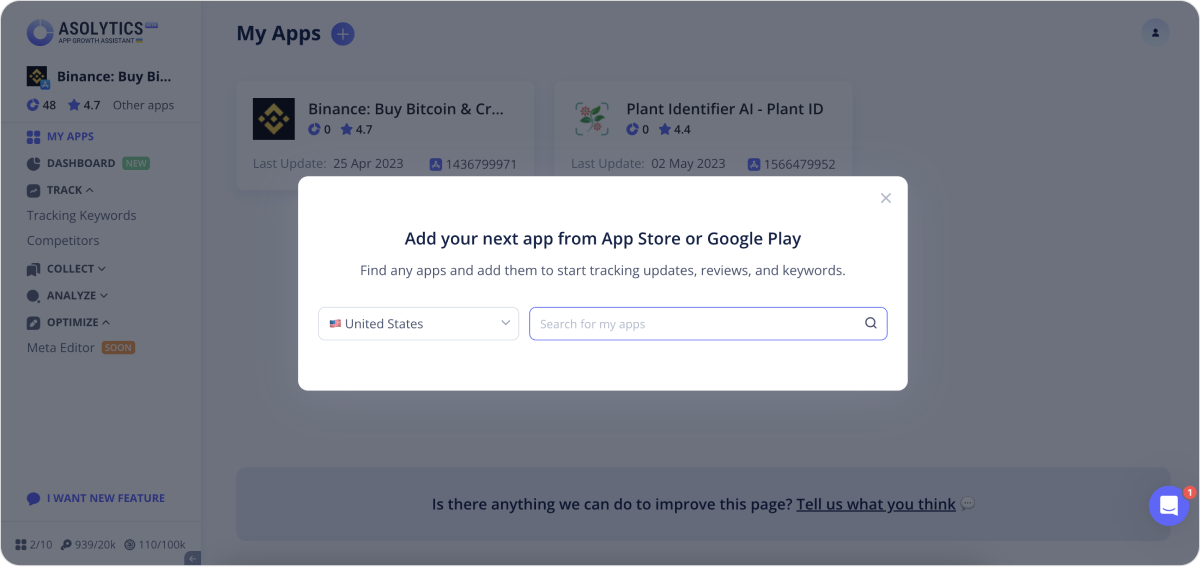 ASOLYTICS BETA
APP GROWTH ASSISTANT
Binance: Buy Bi...
48 4.7 Other apps
MY APPS
DASHBOARD NEW
TRACK
Tracking Keywords
Competitors
COLLECT
ANALYZE
OPTIMIZE
Meta Editor SOON
I WANT NEW FEATURE
2/10 939/20k 110/100k
My Apps
Binance: Buy Bitcoin & Cr...
0 4.7
Last Update: 25 Apr 2023 1436799971
Plant Identifier AI - Plant ID
0 4.4
Last Update: 02 May 2023 1566479952
Add your next app from App Store or Google Play
Find any apps and add them to start tracking updates, reviews, and keywords.
United States
Search for my apps
Is there anything we can do to improve this page? Tell us what you think
1